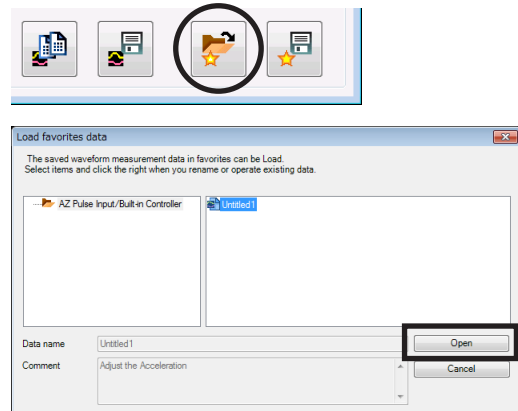 Load favorites data
The saved waveform measurement data in favorites can be Load.
Select items and click the right when you rename or operate existing data.
AZ Pulse Input/Built-in Controller
Untitled1
Data name
Untitled1
Open
Comment
Adjust the Acceleration
Cancel